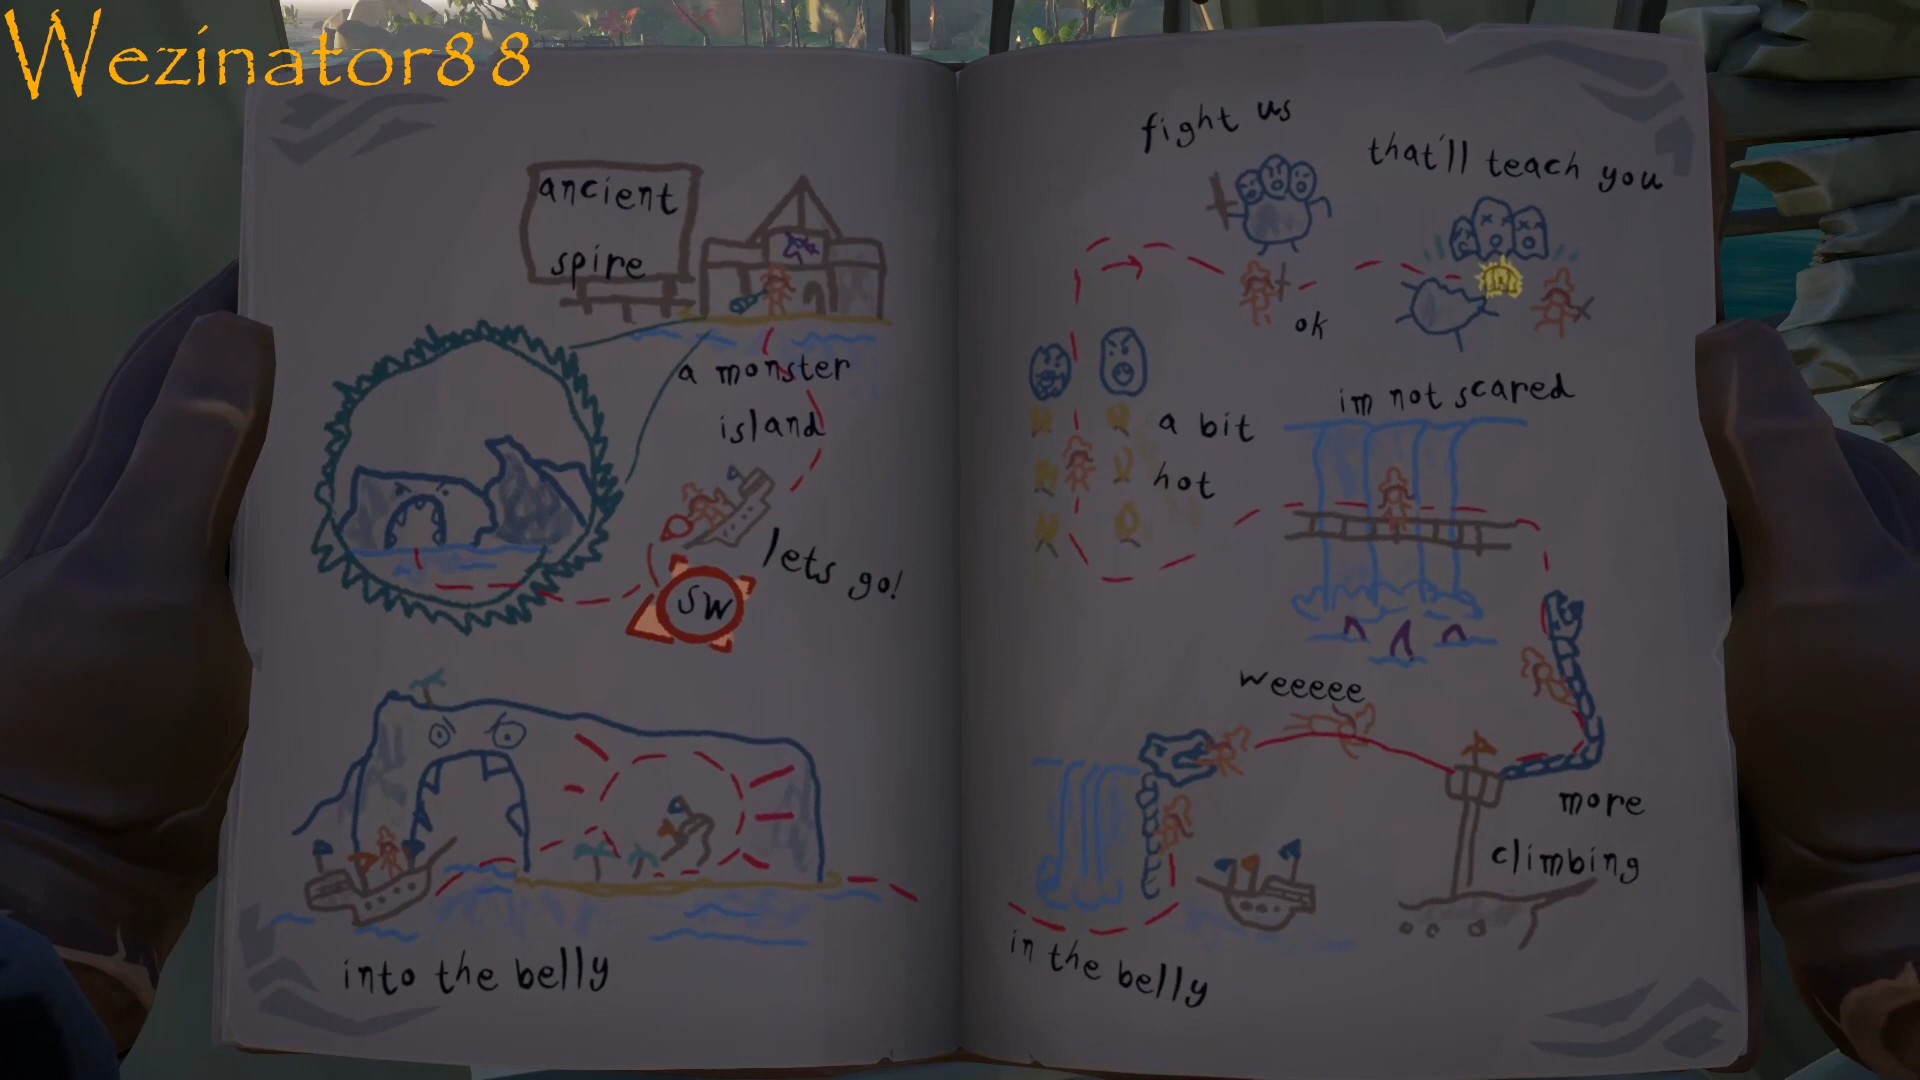 Wezinator88
ancient
spire
a monster
island
lets go!
SW
into the belly
fight us
that'll teach you
ok
a bit
hot
im not scared
weeeee
more
climbing
in the belly